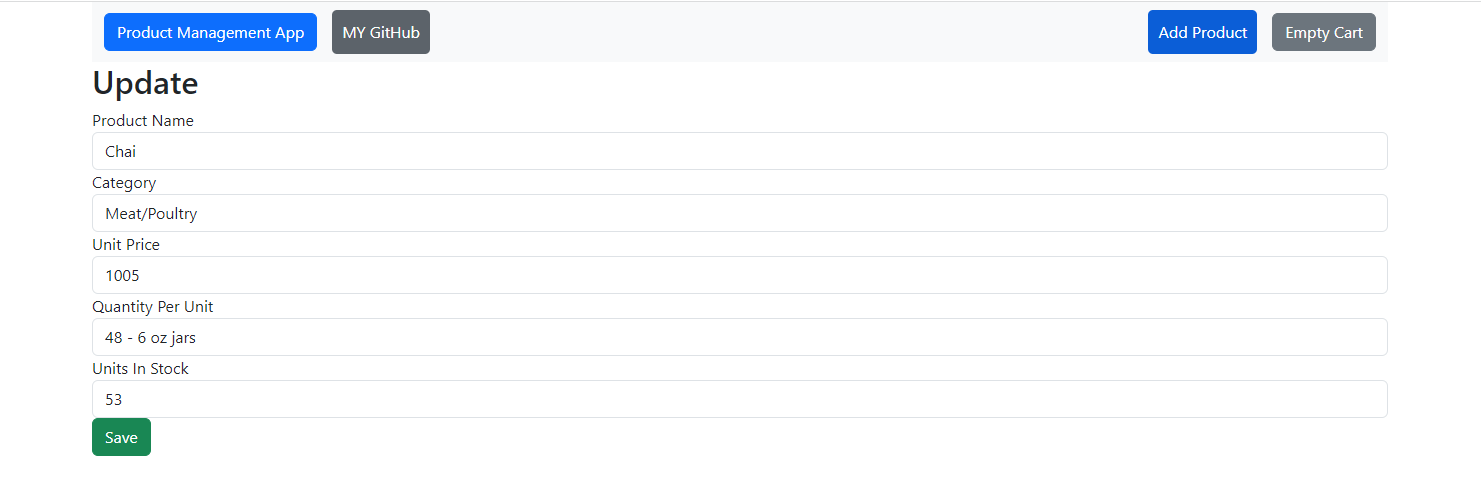 Product Management App MY GitHub Add Product Empty Cart
Update
Product Name
Chai
Category
Meat/Poultry
Unit Price
1005
Quantity Per Unit
48 - 6 oz jars
Units In Stock
53
Save